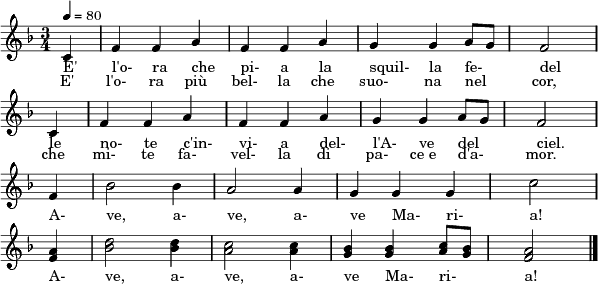 = 80
3
4
E' l'o- ra che pi- a la squil- la fe- del
E' l'o- ra più bel- la che suo- na nel cor,
le no- te c'in- vi- a del- l'A- ve del ciel.
che mi- te fa- vel- la di pa- ce e d'a- mor.
A- ve, a- ve, a- ve Ma- ri- a!
A- ve, a- ve, a- ve Ma- ri- a!